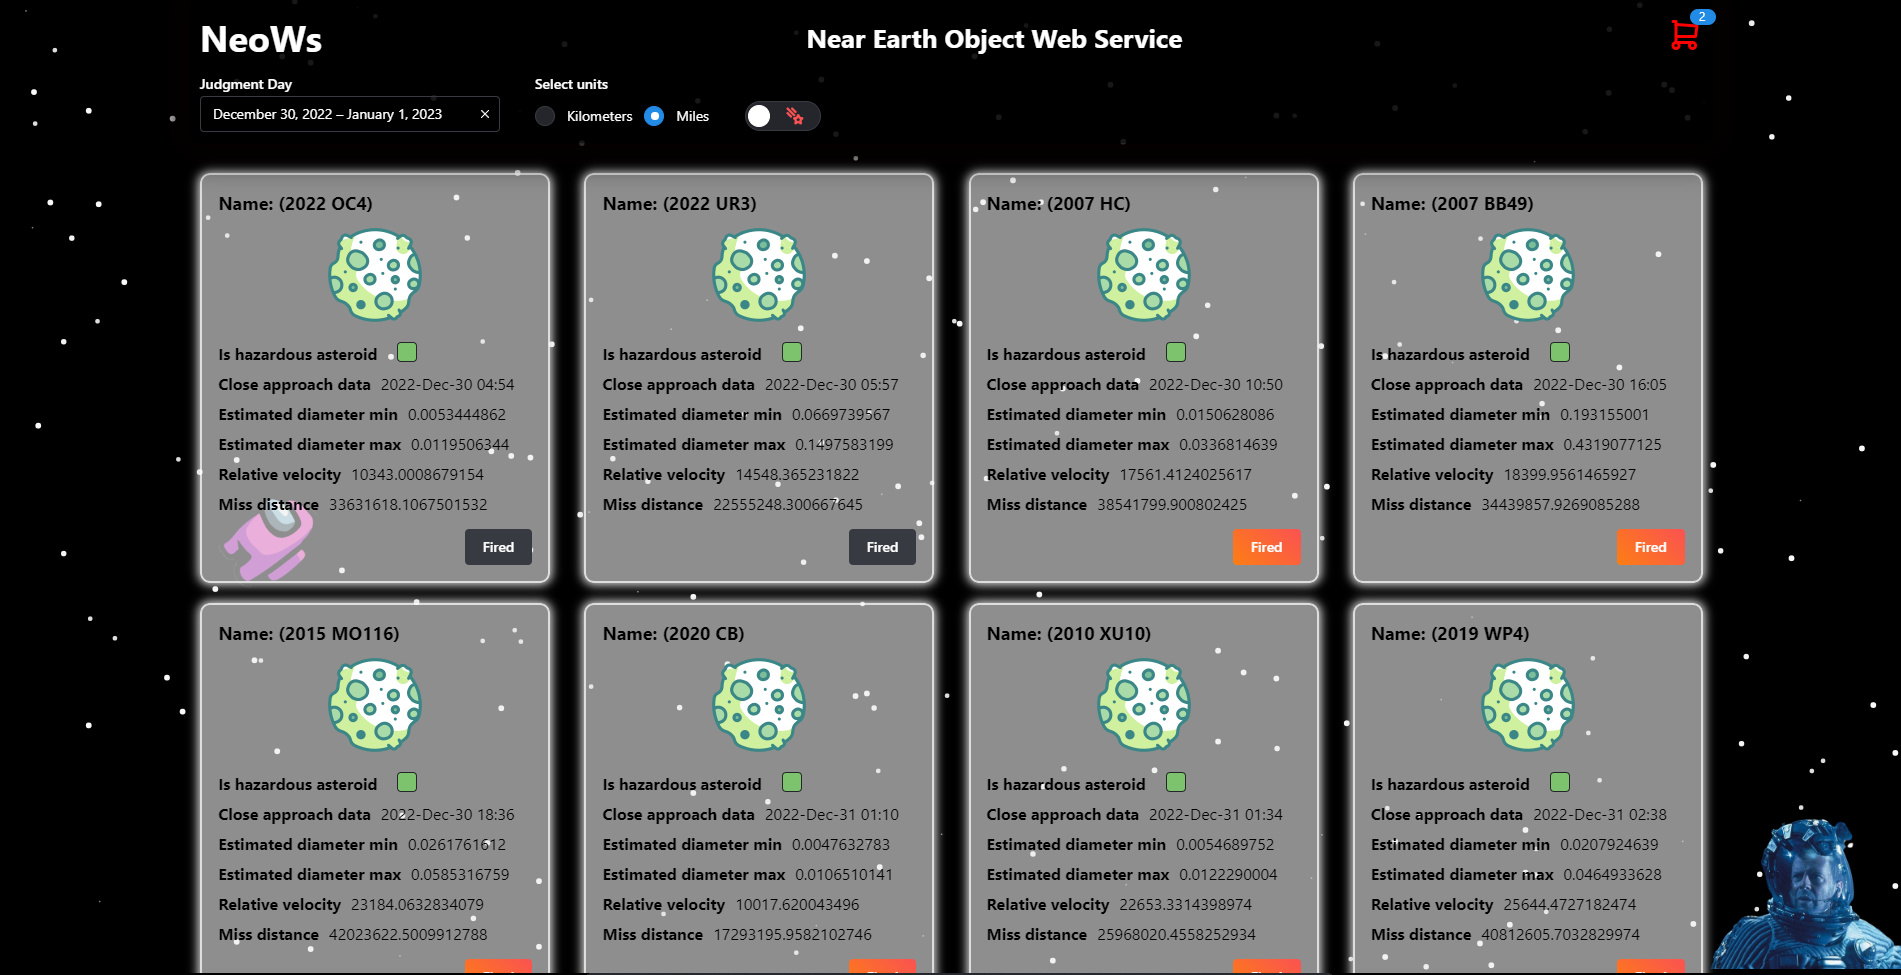 NeoWs
Near Earth Object Web Service
2
Judgment Day
Select units
December 30, 2022 – January 1, 2023
Kilometers
Miles
Name: (2022 OC4)
Is hazardous asteroid
Close approach data 2022-Dec-30 04:54
Estimated diameter min 0.0053444862
Estimated diameter max 0.0119506344
Relative velocity 10343.0008679154
Miss distance 33631618.1067501532
Fired
Name: (2022 UR3)
Is hazardous asteroid
Close approach data 2022-Dec-30 05:57
Estimated diameter min 0.0669739567
Estimated diameter max 0.1497583199
Relative velocity 14548.365231822
Miss distance 22555248.300667645
Fired
Name: (2007 HC)
Is hazardous asteroid
Close approach data 2022-Dec-30 10:50
Estimated diameter min 0.0150628086
Estimated diameter max 0.0336814639
Relative velocity 17561.4124025617
Miss distance 38541799.900802425
Fired
Name: (2007 BB49)
Is hazardous asteroid
Close approach data 2022-Dec-30 16:05
Estimated diameter min 0.193155001
Estimated diameter max 0.4319077125
Relative velocity 18399.9561465927
Miss distance 34439857.9269085288
Fired
Name: (2015 MO116)
Is hazardous asteroid
Close approach data 2022-Dec-30 18:36
Estimated diameter min 0.0261761612
Estimated diameter max 0.0585316759
Relative velocity 23184.0632834079
Miss distance 42023622.5009912788
Fired
Name: (2020 CB)
Is hazardous asteroid
Close approach data 2022-Dec-31 01:10
Estimated diameter min 0.0047632783
Estimated diameter max 0.0106510141
Relative velocity 10017.620043496
Miss distance 17293195.9582102746
Fired
Name: (2010 XU10)
Is hazardous asteroid
Close approach data 2022-Dec-31 01:34
Estimated diameter min 0.0054689752
Estimated diameter max 0.0122290004
Relative velocity 22653.3314398974
Miss distance 25968020.4558252934
Fired
Name: (2019 WP4)
Is hazardous asteroid
Close approach data 2022-Dec-31 02:38
Estimated diameter min 0.0207924639
Estimated diameter max 0.0464933628
Relative velocity 25644.4727182474
Miss distance 40812605.7032829974
Fired